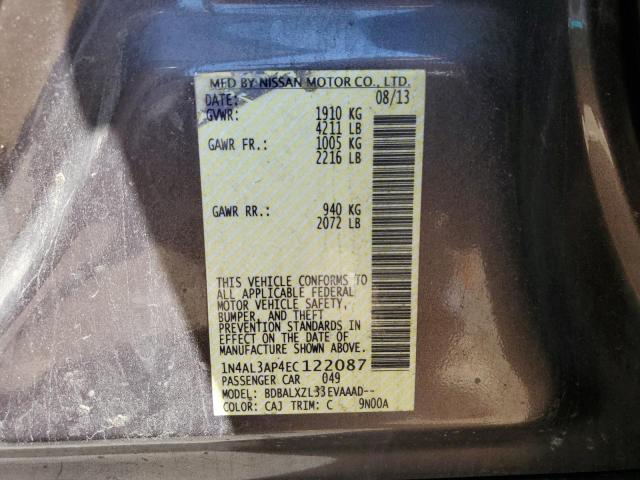 MFD BY NISSAN MOTOR CO., LTD.
DATE: 08/13
GVWR: 1910 KG
4211 LB
GAWR FR.: 1005 KG
2216 LB
GAWR RR.: 940 KG
2072 LB
THIS VEHICLE CONFORMS TO
ALL APPLICABLE FEDERAL
MOTOR VEHICLE SAFETY,
BUMPER, AND THEFT
PREVENTION STANDARDS IN
EFFECT ON THE DATE OF
MANUFACTURE SHOWN ABOVE.
1N4AL3AP4EC122087
PASSENGER CAR 049
MODEL: BDBALXZL33EVAAAD--
COLOR: CAJ TRIM: C 9N00A